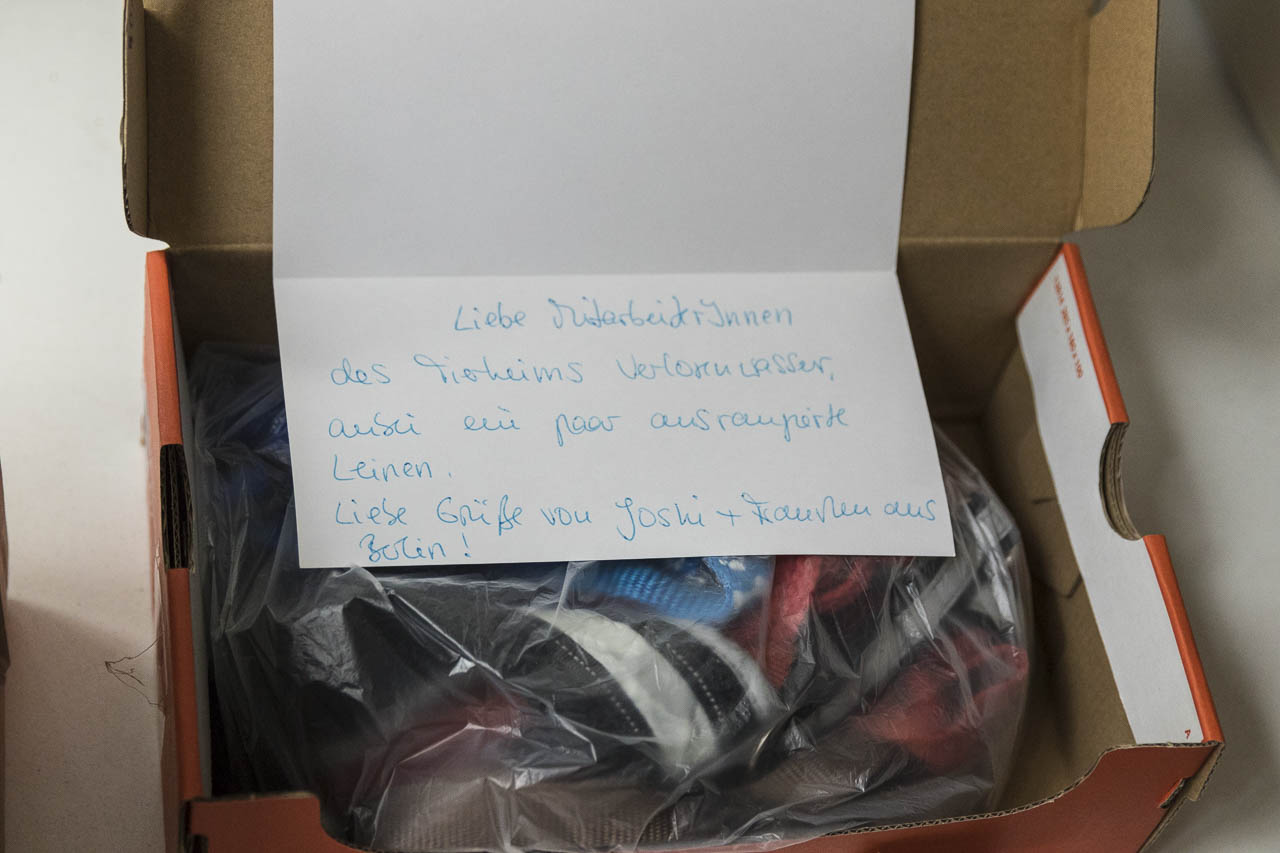 Liebe MitarbeiterInnen
des Tierheims Verlorenwasser,
anbei ein paar ausrangierte
Leinen.
Liebe Grüße von Joshi + aus
Berlin!